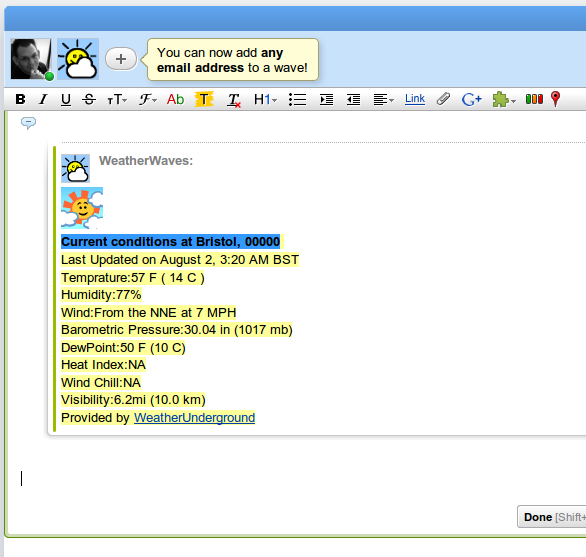 You can now add any
email address to a wave!
B I U S TT F Ab T T H1 Link G+
WeatherWaves:
Current conditions at Bristol, 00000
Last Updated on August 2, 3:20 AM BST
Temprature:57 F ( 14 C )
Humidity:77%
Wind:From the NNE at 7 MPH
Barometric Pressure:30.04 in (1017 mb)
DewPoint:50 F (10 C)
Heat Index:NA
Wind Chill:NA
Visibility:6.2mi (10.0 km)
Provided by WeatherUnderground
Done [Shift+